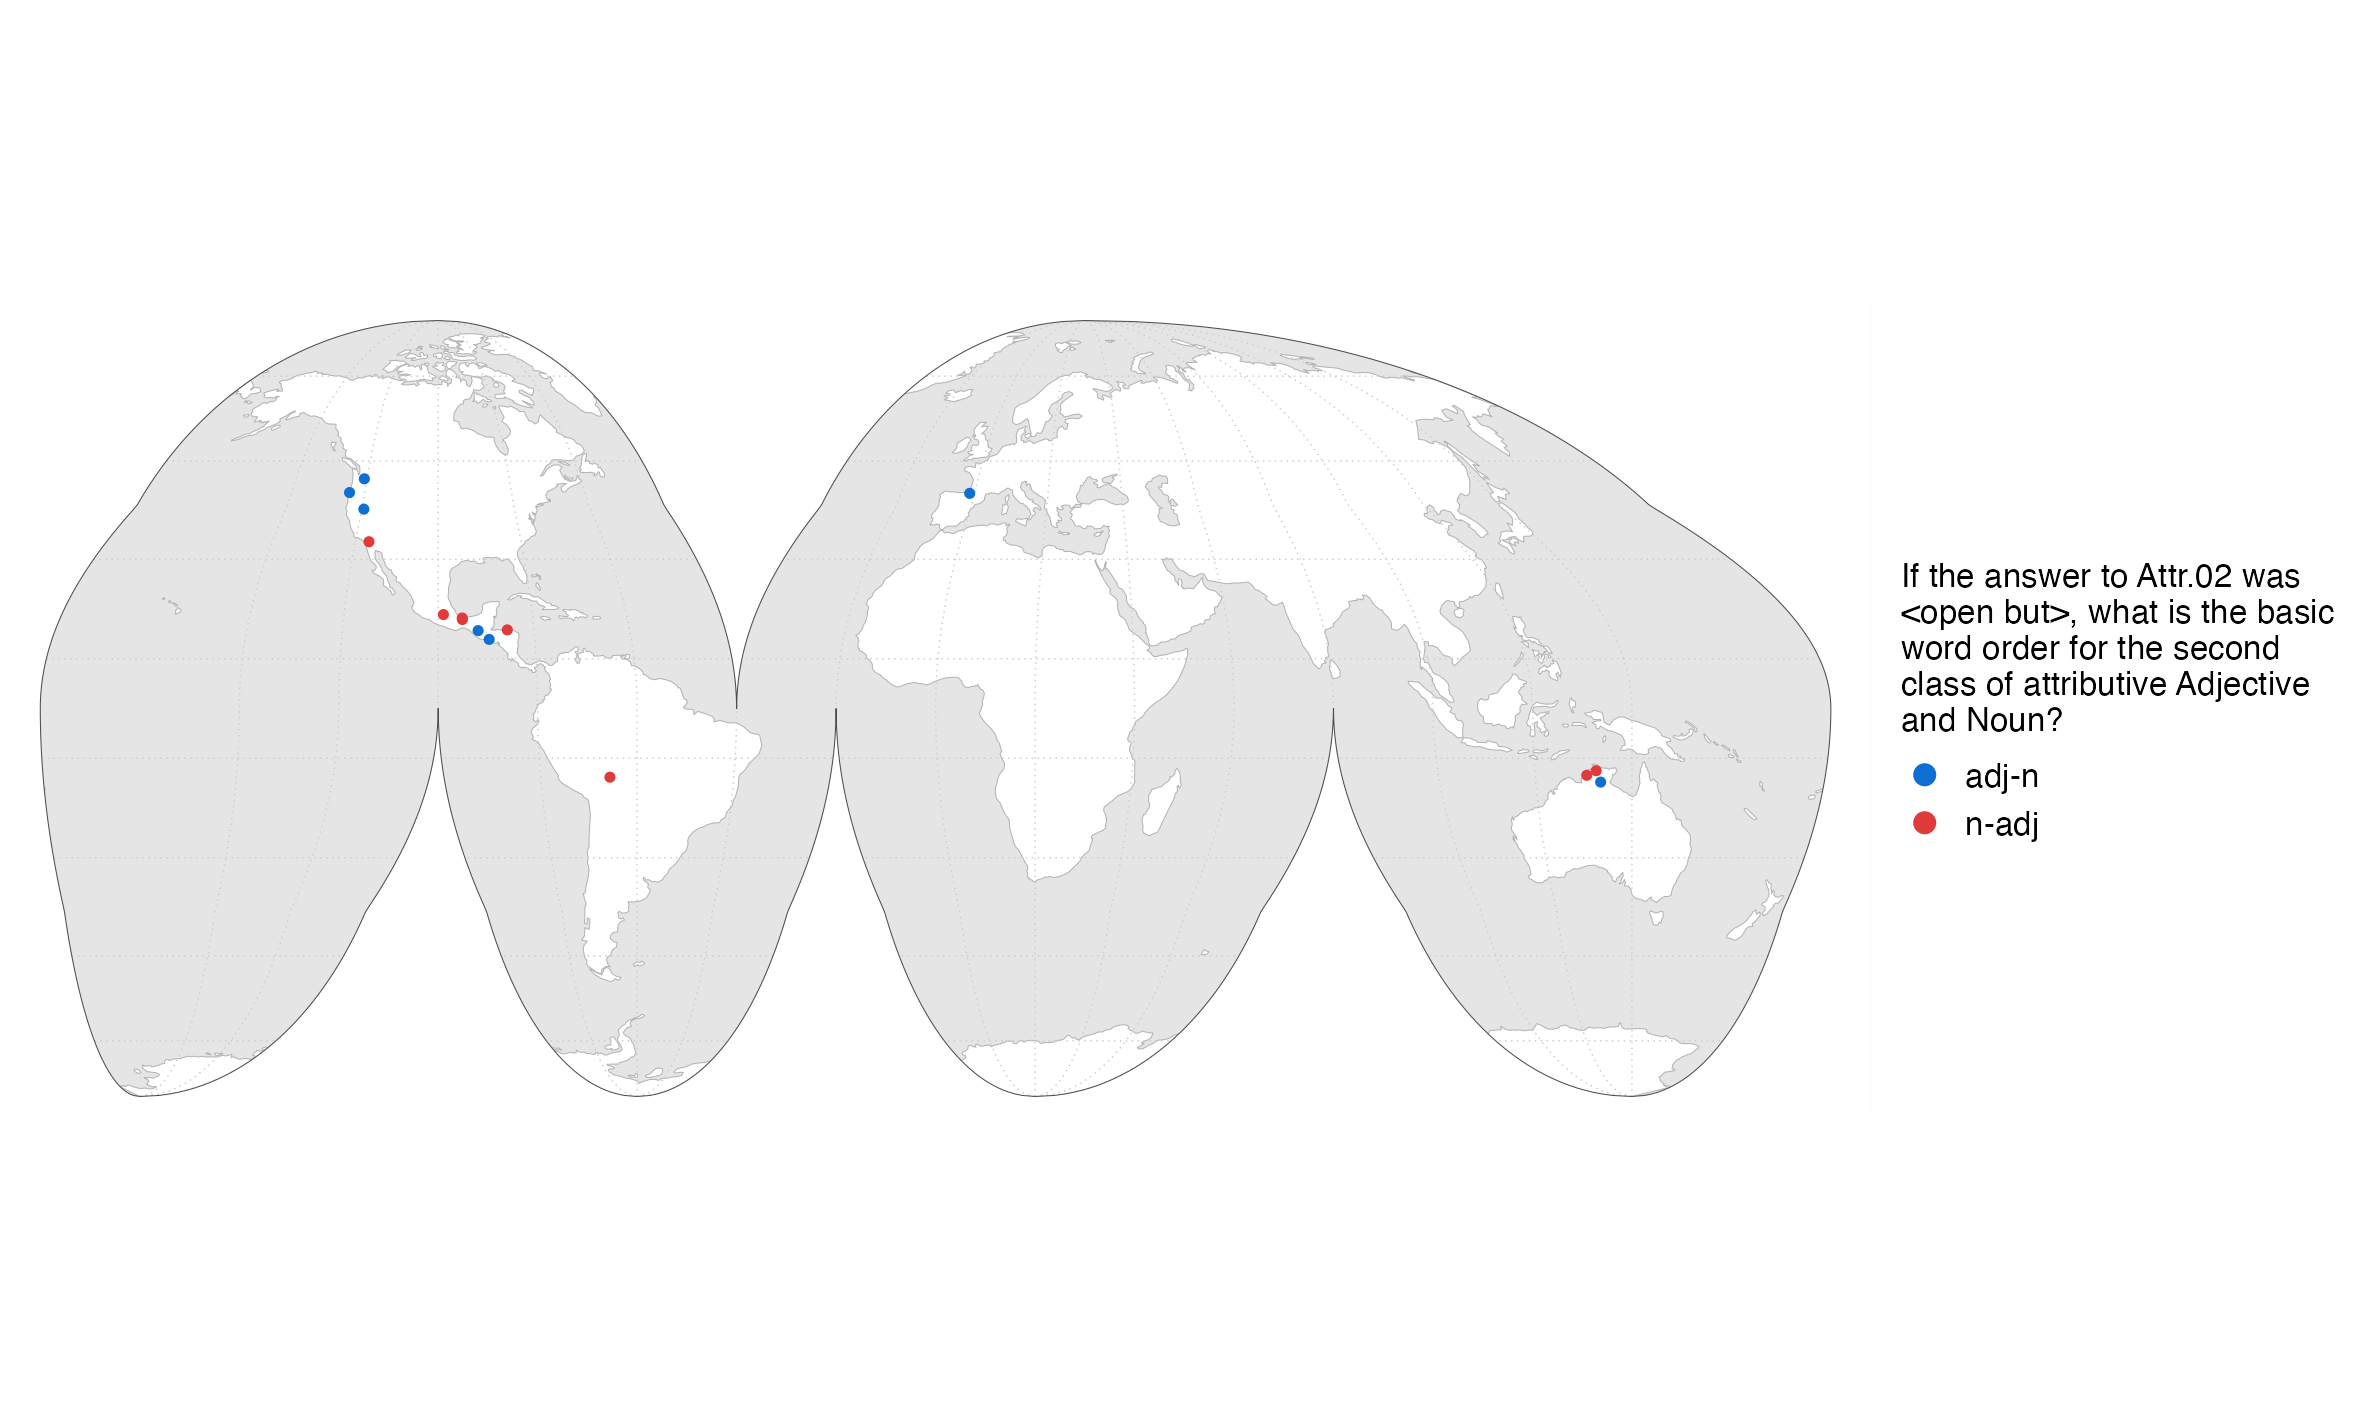 If the answer to Attr.02 was
<open but>, what is the basic
word order for the second
class of attributive Adjective
and Noun?
adj-n
n-adj